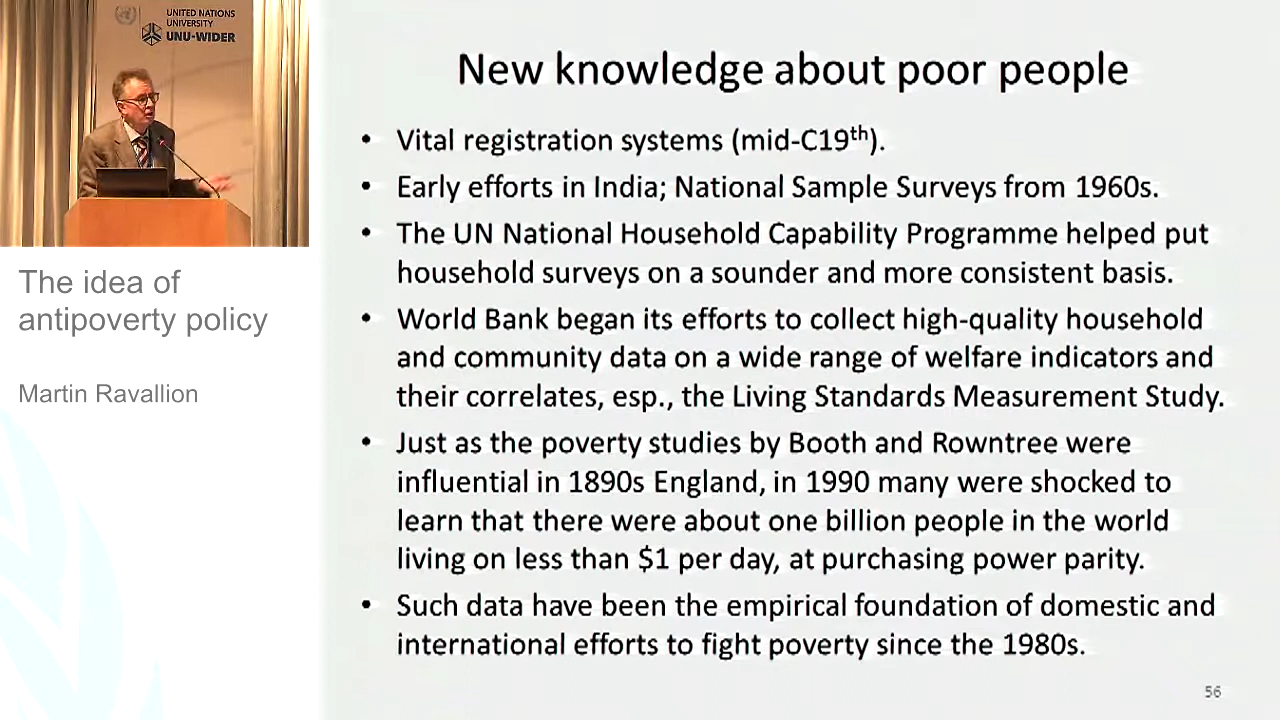 UNITED NATIONS
UNIVERSITY
UNU-WIDER
The idea of
antipoverty policy
Martin Ravallion
New knowledge about poor people
• Vital registration systems (mid-C19th).
• Early efforts in India; National Sample Surveys from 1960s.
• The UN National Household Capability Programme helped put
household surveys on a sounder and more consistent basis.
• World Bank began its efforts to collect high-quality household
and community data on a wide range of welfare indicators and
their correlates, esp., the Living Standards Measurement Study.
• Just as the poverty studies by Booth and Rowntree were
influential in 1890s England, in 1990 many were shocked to
learn that there were about one billion people in the world
living on less than $1 per day, at purchasing power parity.
• Such data have been the empirical foundation of domestic and
international efforts to fight poverty since the 1980s.
56